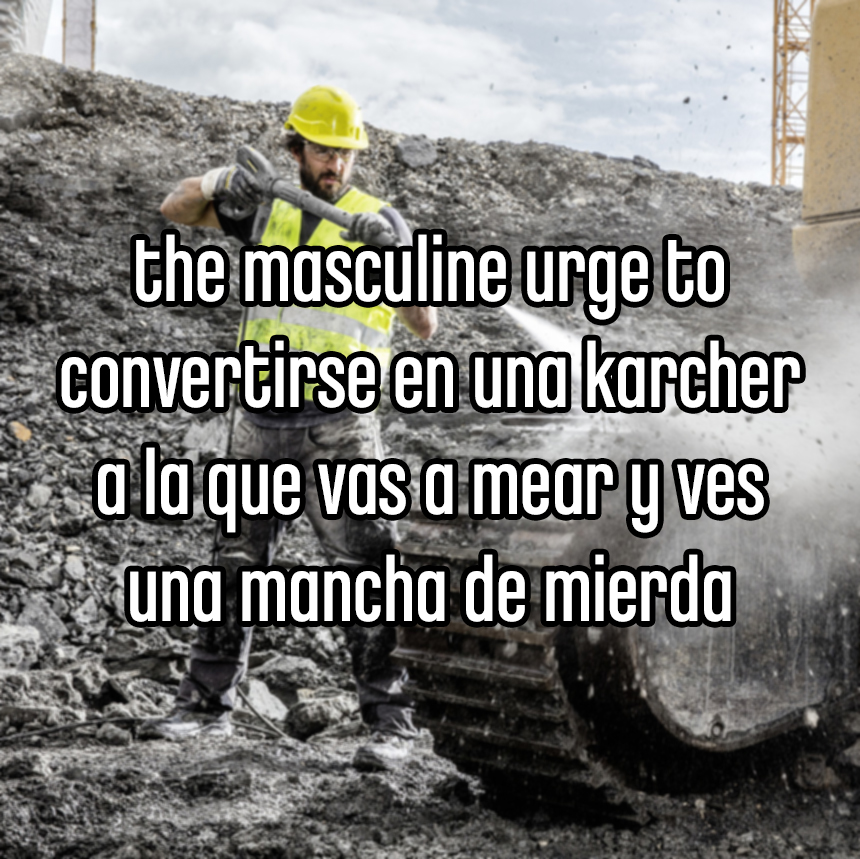 the masculine urge to
convertirse en una karcher
a la que vas a mear y ves
una mancha de mierda